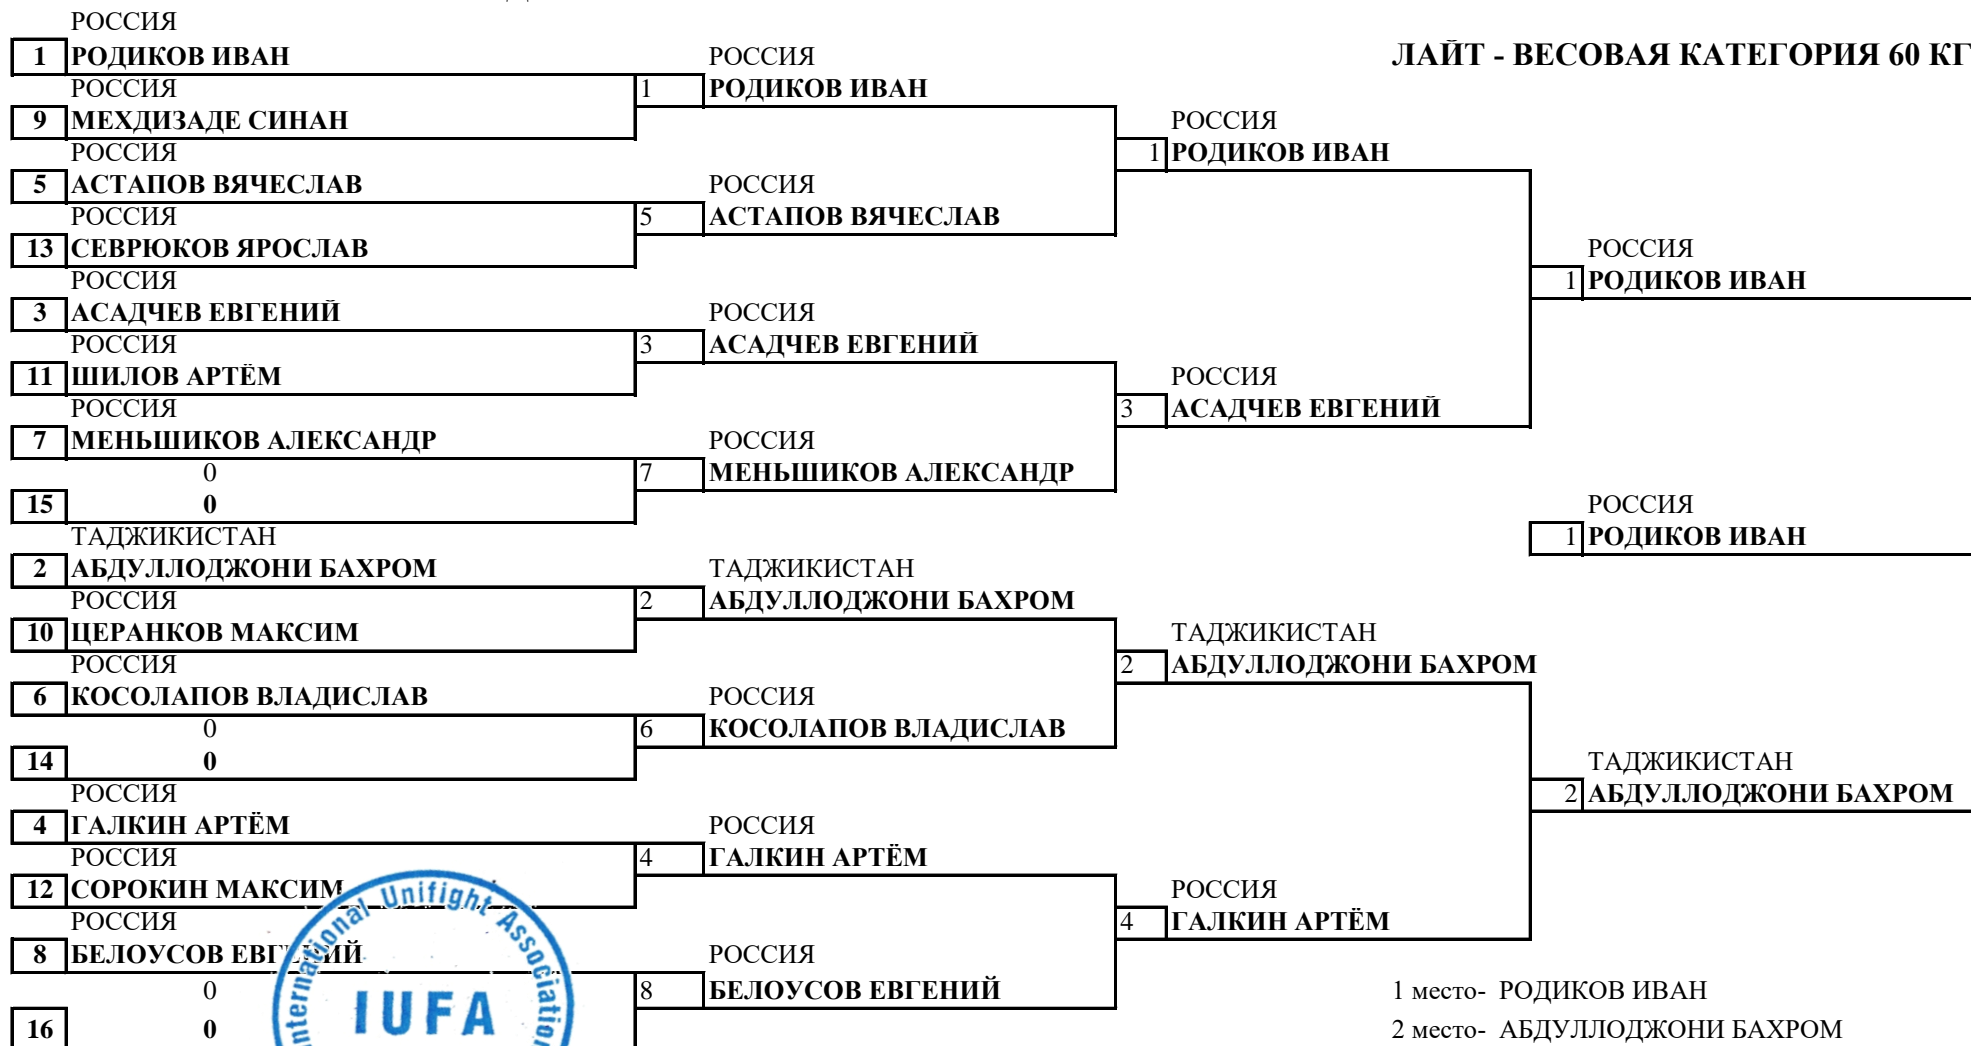 РОССИЯ
1 РОДИКОВ ИВАН
РОССИЯ
ЛАЙТ - ВЕСОВАЯ КАТЕГОРИЯ 60 КГ
РОССИЯ
1 РОДИКОВ ИВАН
9 МЕХДИЗАДЕ СИНАН
РОССИЯ
РОССИЯ
1 РОДИКОВ ИВАН
5 АСТАПОВ ВЯЧЕСЛАВ
РОССИЯ
РОССИЯ
5 АСТАПОВ ВЯЧЕСЛАВ
13 СЕВРЮКОВ ЯРОСЛАВ
РОССИЯ
РОССИЯ
1 РОДИКОВ ИВАН
3 АСАДЧЕВ ЕВГЕНИЙ
РОССИЯ
РОССИЯ
3 АСАДЧЕВ ЕВГЕНИЙ
11 ШИЛОВ АРТЁМ
РОССИЯ
РОССИЯ
3 АСАДЧЕВ ЕВГЕНИЙ
7 МЕНЬШИКОВ АЛЕКСАНДР
РОССИЯ
0
7 МЕНЬШИКОВ АЛЕКСАНДР
15 0
РОССИЯ
ТАДЖИКИСТАН
1 РОДИКОВ ИВАН
2 АБДУЛЛОДЖОНИ БАХРОМ
ТАДЖИКИСТАН
РОССИЯ
2 АБДУЛЛОДЖОНИ БАХРОМ
10 ЦЕРАНКОВ МАКСИМ
ТАДЖИКИСТАН
РОССИЯ
2 АБДУЛЛОДЖОНИ БАХРОМ
6 КОСОЛАПОВ ВЛАДИСЛАВ
РОССИЯ
0
6 КОСОЛАПОВ ВЛАДИСЛАВ
14 0
ТАДЖИКИСТАН
РОССИЯ
2 АБДУЛЛОДЖОНИ БАХРОМ
4 ГАЛКИН АРТЁМ
РОССИЯ
РОССИЯ
4 ГАЛКИН АРТЁМ
12 СОРОКИН МАКСИМ
РОССИЯ
РОССИЯ
4 ГАЛКИН АРТЁМ
8 БЕЛОУСОВ ЕВГЕНИЙ
РОССИЯ
0
8 БЕЛОУСОВ ЕВГЕНИЙ
1 место- РОДИКОВ ИВАН
16 0
2 место- АБДУЛЛОДЖОНИ БАХРОМ
International Unifight Association
IUFA